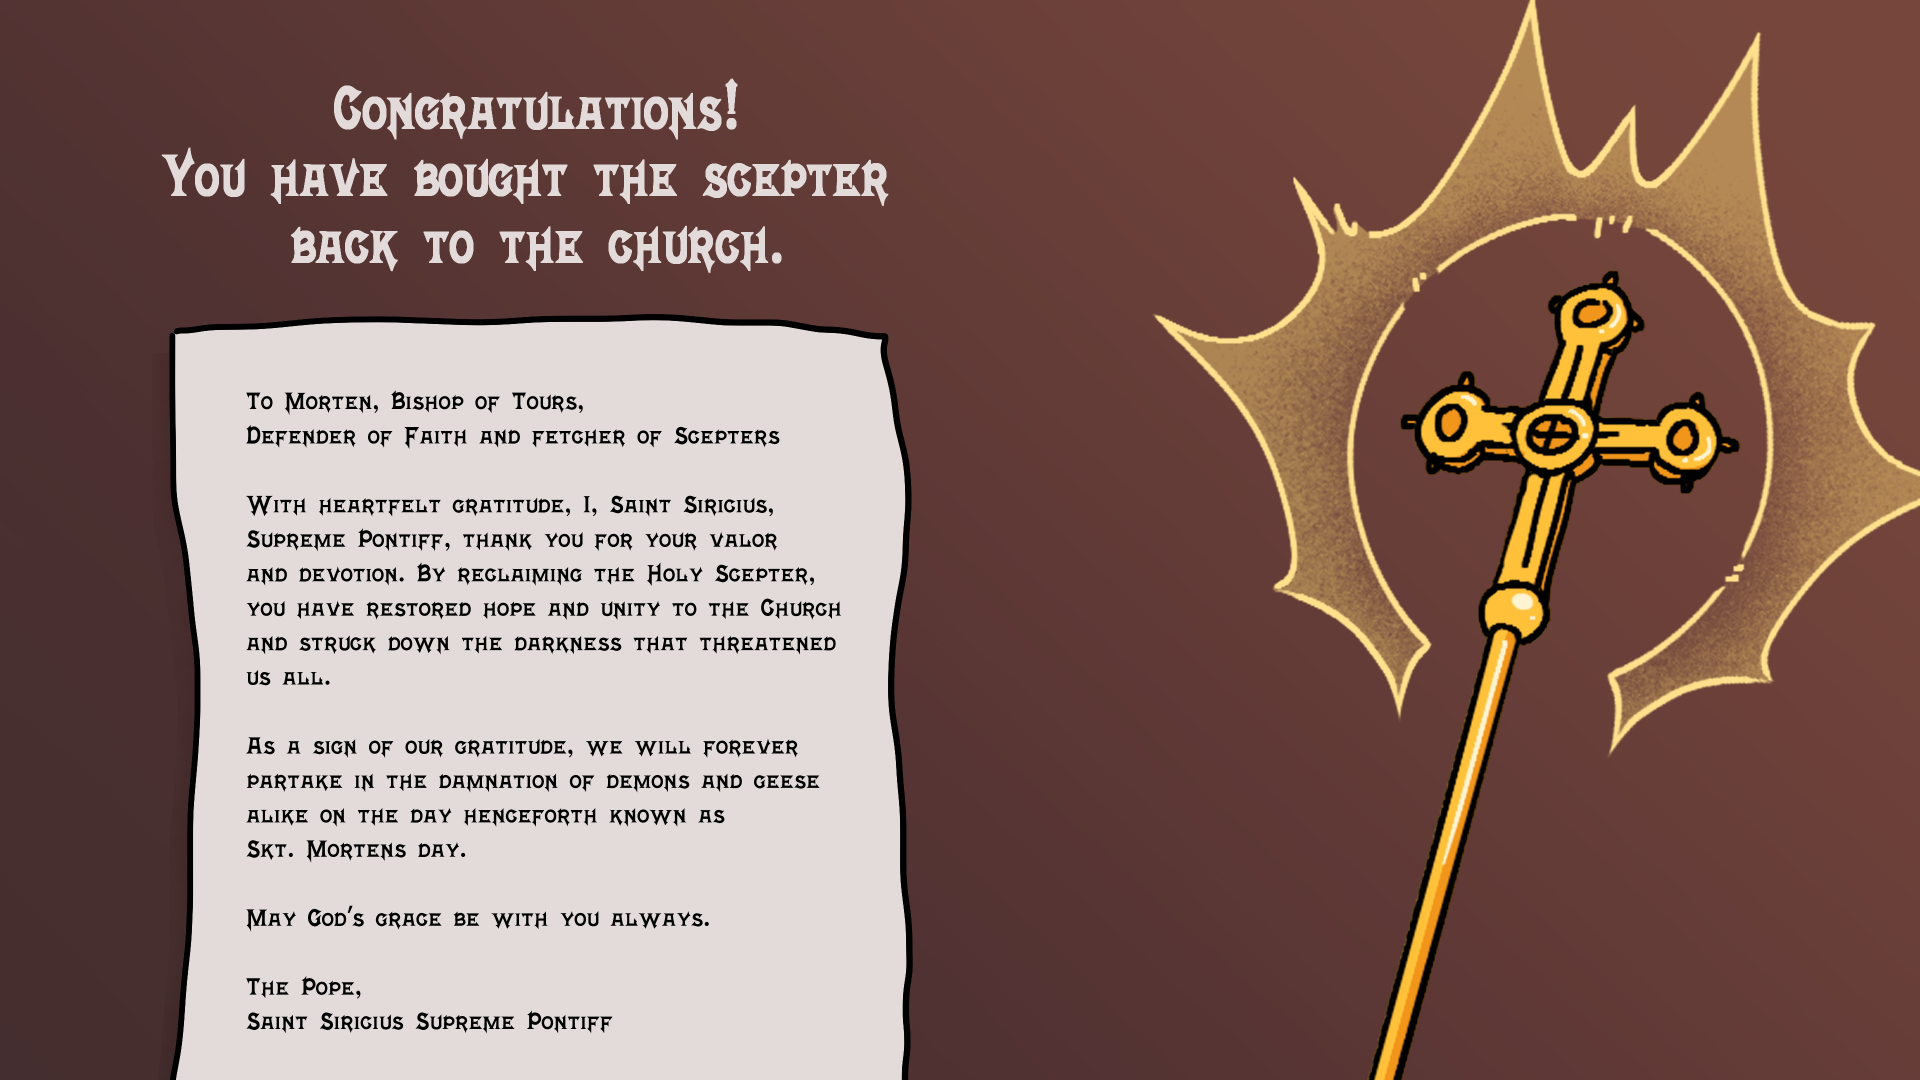 Congratulations!
You have bought the scepter
back to the church.
To Morten, Bishop of Tours,
Defender of Faith and fetcher of Scepters
With heartfelt gratitude, I, Saint Siricius,
Supreme Pontiff, thank you for your valor
and devotion. By reclaiming the Holy Scepter,
you have restored hope and unity to the Church
and struck down the darkness that threatened
us all.
As a sign of our gratitude, we will forever
partake in the damnation of demons and geese
alike on the day henceforth known as
Skt. Mortens day.
May God's grace be with you always.
The Pope,
Saint Siricius Supreme Pontiff